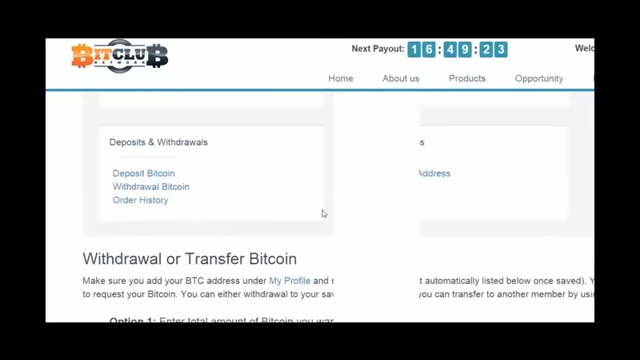 BITCLUB
NETWORK
Next Payout: 16:49:23 Welc
Home About us Products Opportunity
Deposits & Withdrawals
Deposit Bitcoin Address
Withdrawal Bitcoin
Order History
Withdrawal or Transfer Bitcoin
Make sure you add your BTC address under My Profile and s t automatically listed below once saved). Y
to request your Bitcoin. You can either withdrawal to your sav you can transfer to another member by usi
Option 1: Enter total amount of Bitcoin you wan